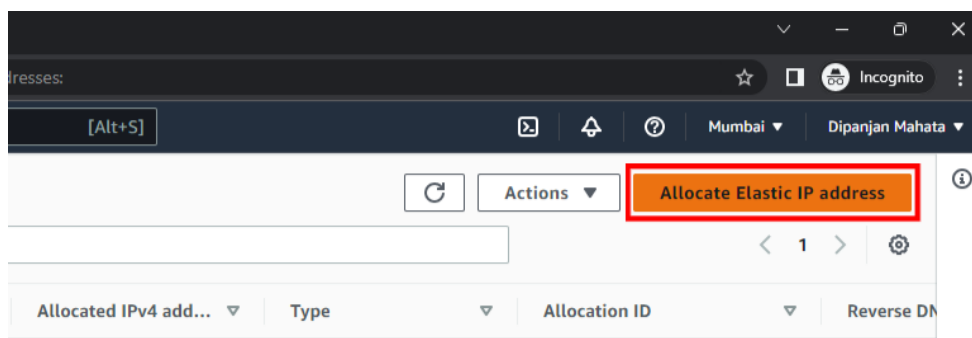 dresses:
Incognito
[Alt+S]
Mumbai
Dipanjan Mahata
Actions
Allocate Elastic IP address
1
Allocated IPv4 add...
Type
Allocation ID
Reverse DN